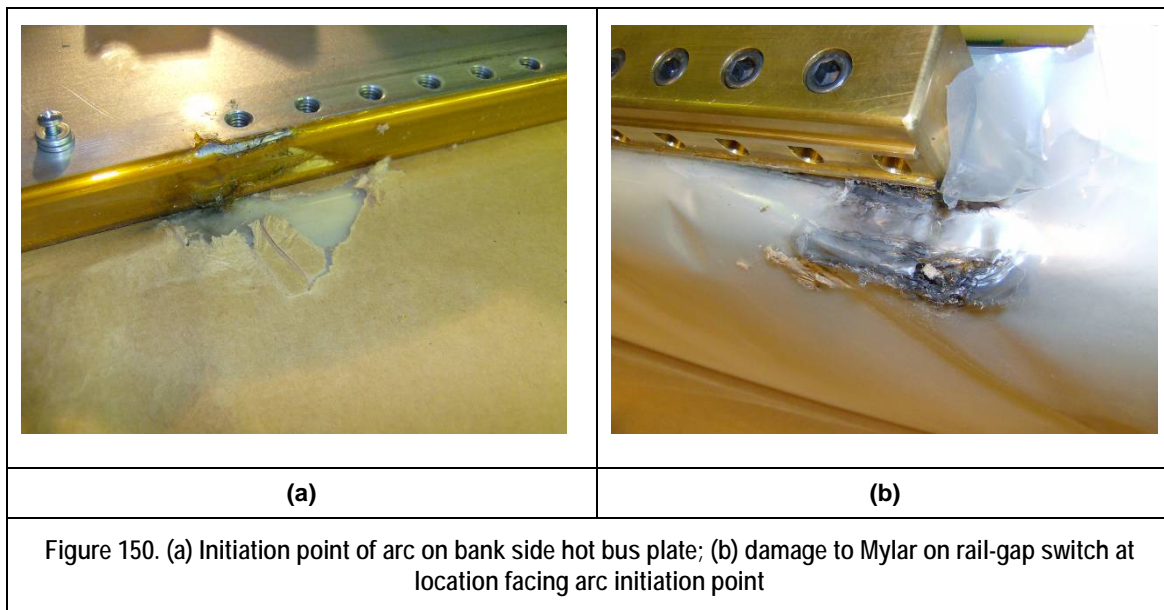 (a)
(b)
Figure 150. (a) Initiation point of arc on bank side hot bus plate; (b) damage to Mylar on rail-gap switch at
location facing arc initiation point